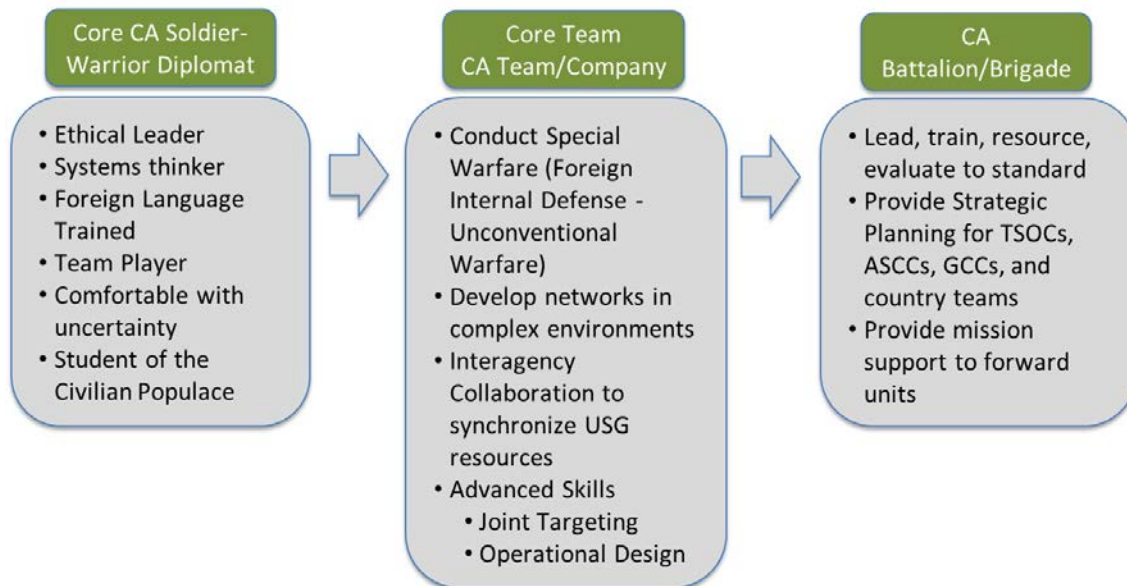 Core CA Soldier-
Warrior Diplomat
• Ethical Leader
• Systems thinker
• Foreign Language
Trained
• Team Player
• Comfortable with
uncertainty
• Student of the
Civilian Populace
Core Team
CA Team/Company
• Conduct Special
Warfare (Foreign
Internal Defense -
Unconventional
Warfare)
• Develop networks in
complex environments
• Interagency
Collaboration to
synchronize USG
resources
• Advanced Skills
• Joint Targeting
• Operational Design
CA
Battalion/Brigade
• Lead, train, resource,
evaluate to standard
• Provide Strategic
Planning for TSOCs,
ASCCs, GCCs, and
country teams
• Provide mission
support to forward
units